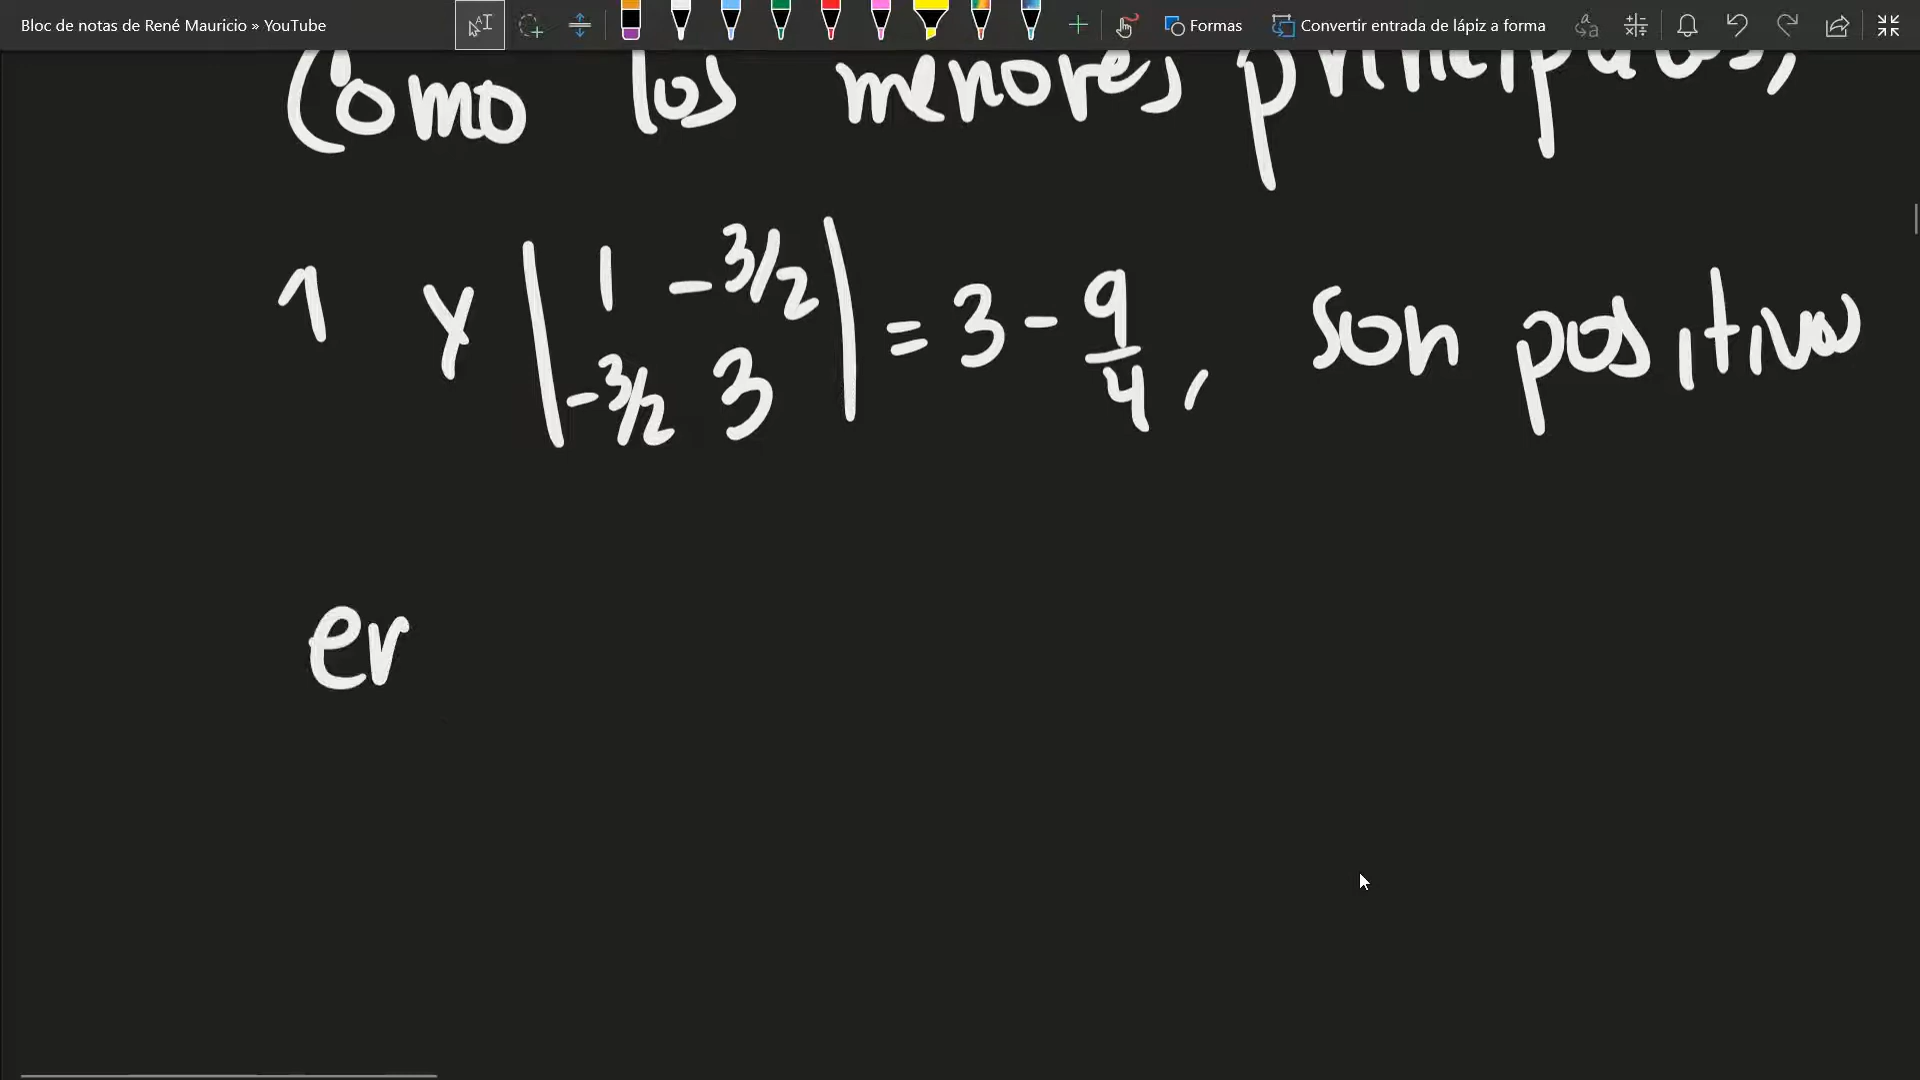 Bloc de notas de René Mauricio » YouTube
Formas
Convertir entrada de lápiz a forma
Como los menores principales,
1 y | 1 -3/2 | = 3 - 9/4, son positivos
| -3/2 3 |
er